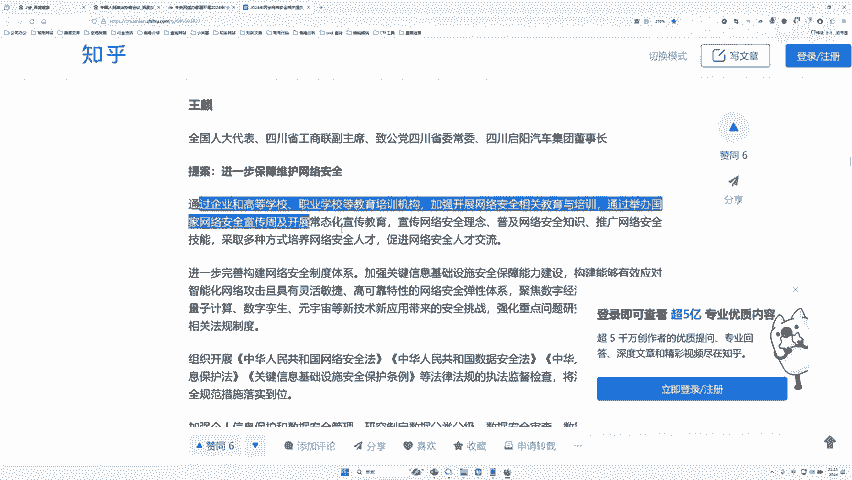 知乎
切换模式
写文章
登录/注册
王麒
全国人大代表、四川省工商联副主席、致公党四川省委常委、四川启阳汽车集团董事长
提案：进一步保障维护网络安全
通过企业和高等学校、职业学校等教育培训机构，加强开展网络安全相关教育与培训，通过举办国
家网络安全宣传周及开展常态化宣传教育，宣传网络安全理念、普及网络安全知识、推广网络安全
技能，采取多种方式培养网络安全人才，促进网络安全人才交流。
进一步完善构建网络安全制度体系。加强关键信息基础设施安全保障能力建设，构建能够有效应对
智能化网络攻击且具有灵活敏捷、高可靠特性的网络安全弹性体系，聚焦数字经
量子计算、数字孪生、元宇宙等新技术新应用带来的安全挑战，强化重点问题研
相关法规制度。
组织开展《中华人民共和国网络安全法》《中华人民共和国数据安全法》《中华
息保护法》《关键信息基础设施安全保护条例》等法律法规的执法监督检查，将
全规范措施落实到位。
赞同 6
分享
登录即可查看 超5亿 专业优质内容
超 5 千万创作者的优质提问、专业回
答、深度文章和精彩视频尽在知乎。
立即登录/注册
赞同 6
添加评论
分享
喜欢
收藏
申请转载